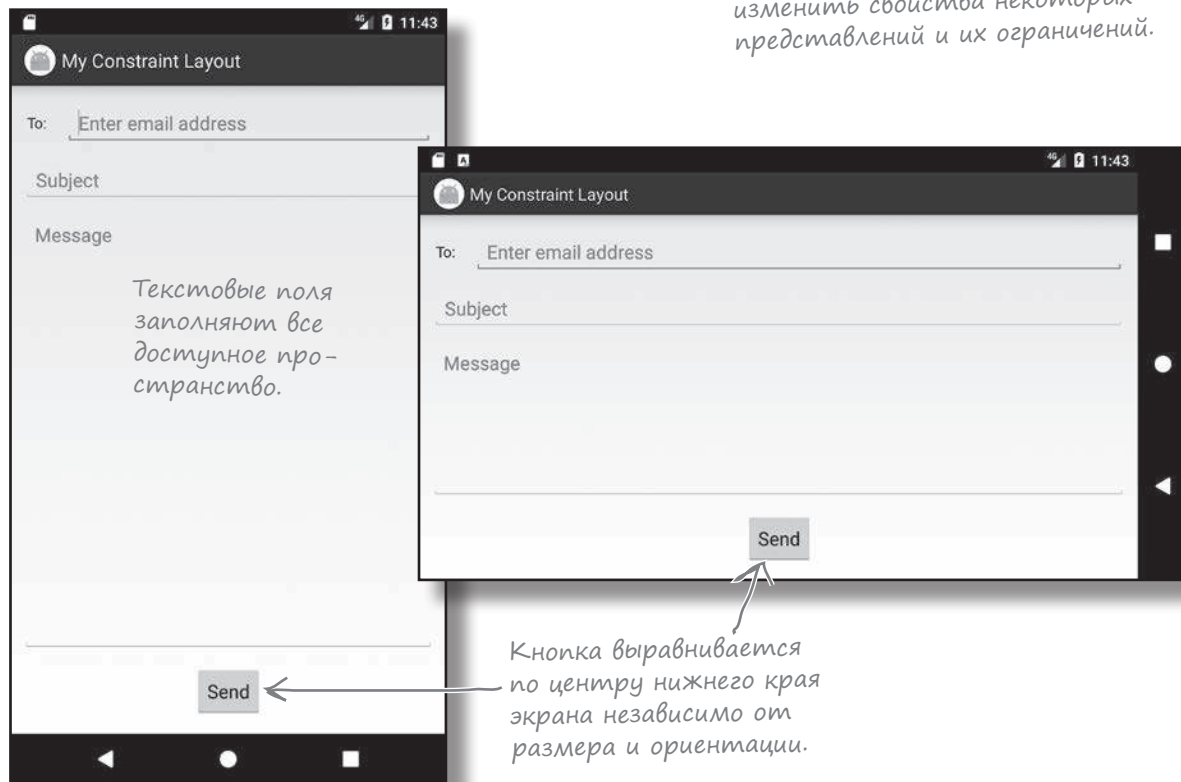 изменить свойства некоторых
представлений и их ограничений.
11:43
My Constraint Layout
To: Enter email address
Subject
Message
Текстовые поля
заполняют все
доступное про-
странство.
Send
11:43
My Constraint Layout
To: Enter email address
Subject
Message
Send
Кнопка выравнивается
по центру нижнего края
экрана независимо от
размера и ориентации.